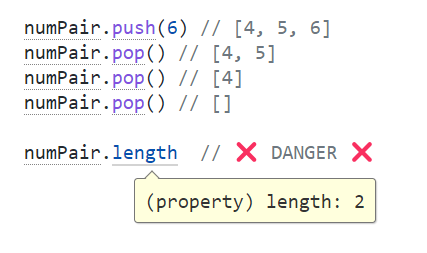 numPair.push(6) // [4, 5, 6]
numPair.pop() // [4, 5]
numPair.pop() // [4]
numPair.pop() // []
numPair.length  // ❌ DANGER ❌
(property) length: 2